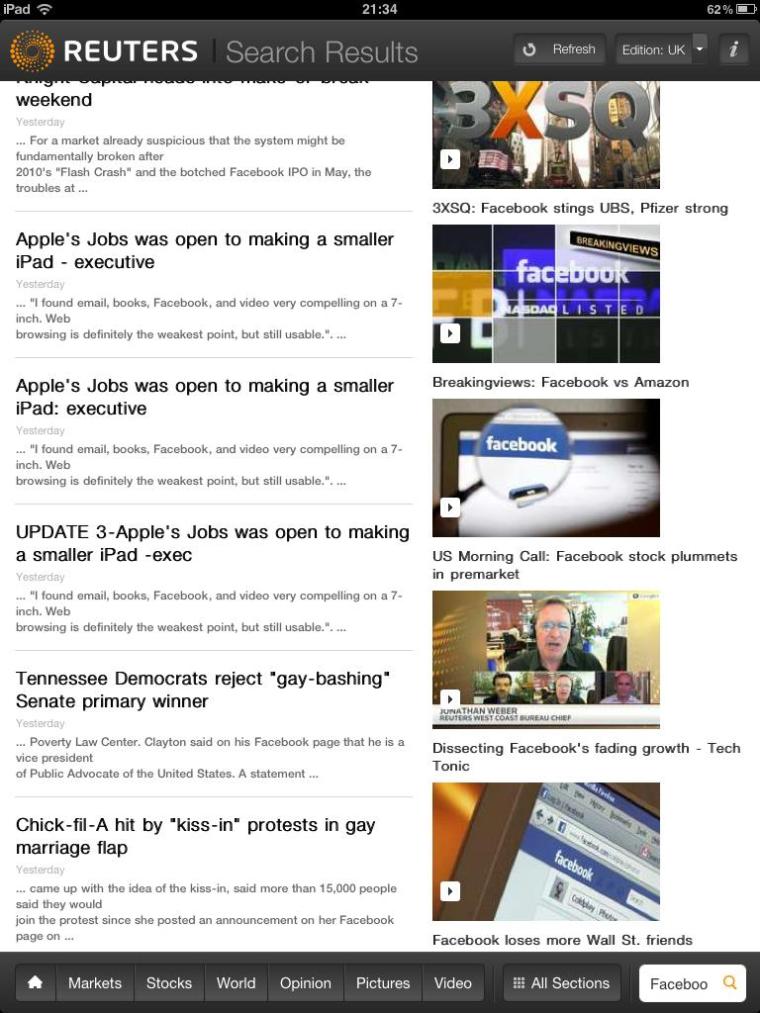 iPad
21:34
62%
REUTERS | Search Results
Refresh
Edition: UK
i
Knight Capital heads into make-or-break
weekend
Yesterday
... For a market already suspicious that the system might be
fundamentally broken after
2010's "Flash Crash" and the botched Facebook IPO in May, the
troubles at ...
Apple's Jobs was open to making a smaller
iPad - executive
Yesterday
... "I found email, books, Facebook, and video very compelling on a 7-
inch. Web
browsing is definitely the weakest point, but still usable.". ...
Apple's Jobs was open to making a smaller
iPad: executive
Yesterday
... "I found email, books, Facebook, and video very compelling on a 7-
inch. Web
browsing is definitely the weakest point, but still usable.". ...
UPDATE 3-Apple's Jobs was open to making
a smaller iPad -exec
Yesterday
... "I found email, books, Facebook, and video very compelling on a 7-
inch. Web
browsing is definitely the weakest point, but still usable.". ...
Tennessee Democrats reject "gay-bashing"
Senate primary winner
Yesterday
... Poverty Law Center. Clayton said on his Facebook page that he is a
vice president
of Public Advocate of the United States. A statement ...
Chick-fil-A hit by "kiss-in" protests in gay
marriage flap
Yesterday
... came up with the idea of the kiss-in, said more than 15,000 people
said they would
join the protest since she posted an announcement on her Facebook
page on ...
3XSQ
3XSQ: Facebook stings UBS, Pfizer strong
BREAKINGVIEWS
facebook
NASDAQ LISTED
Breakingviews: Facebook vs Amazon
facebook
US Morning Call: Facebook stock plummets
in premarket
JONATHAN WEBER
REUTERS WEST COAST BUREAU CHIEF
Dissecting Facebook's fading growth - Tech
Tonic
facebook
Facebook loses more Wall St. friends
Markets
Stocks
World
Opinion
Pictures
Video
All Sections
Faceboo